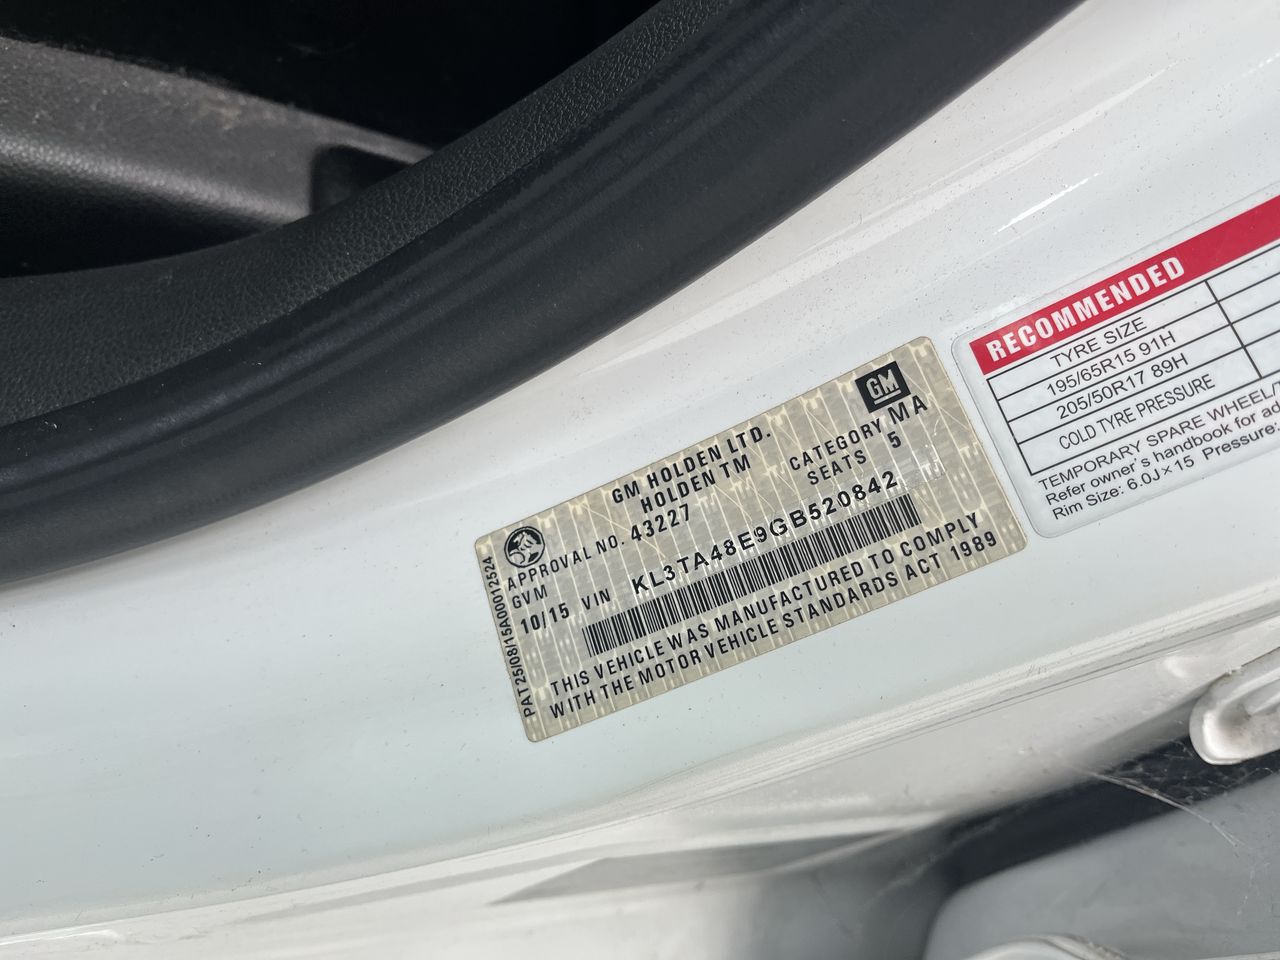 GM
GM HOLDEN LTD.
HOLDEN TM
APPROVAL NO. 43227 CATEGORY MA
GVM SEATS 5
10/15 VIN KL3TA48E9GB520842
THIS VEHICLE WAS MANUFACTURED TO COMPLY
WITH THE MOTOR VEHICLE STANDARDS ACT 1989
PAT25/08/15A00012524
RECOMMENDED
TYRE SIZE
195/65R15 91H
205/50R17 89H
COLD TYRE PRESSURE
TEMPORARY SPARE WHEEL/
Refer owner's handbook for ad
Rim Size: 6.0J×15 Pressure: